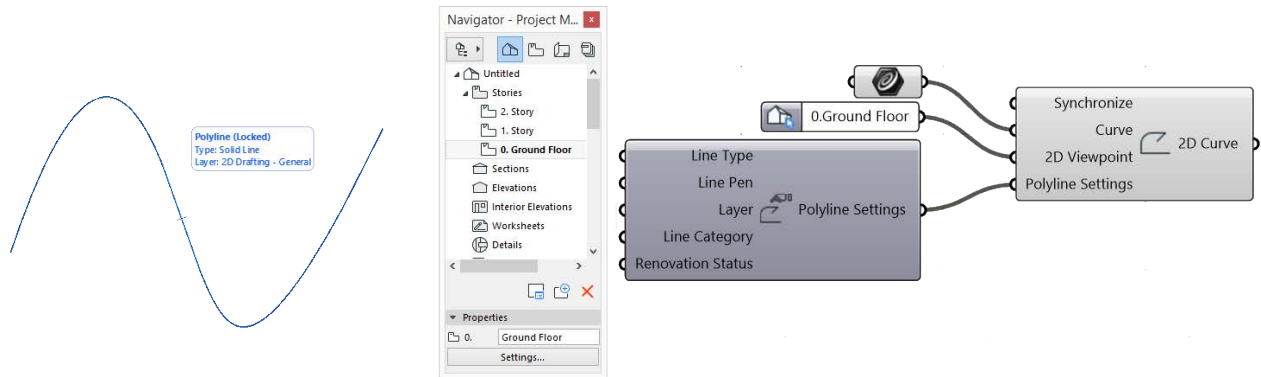 Polyline (Locked)
Type: Solid Line
Layer: 2D Drafting - General
Navigator - Project M...
x
Untitled
Stories
2. Story
1. Story
0. Ground Floor
Sections
Elevations
Interior Elevations
Worksheets
Details
Properties
0.
Ground Floor
Settings...
0.Ground Floor
Line Type
Line Pen
Layer
Line Category
Renovation Status
Polyline Settings
Synchronize
Curve
2D Viewpoint
Polyline Settings
2D Curve